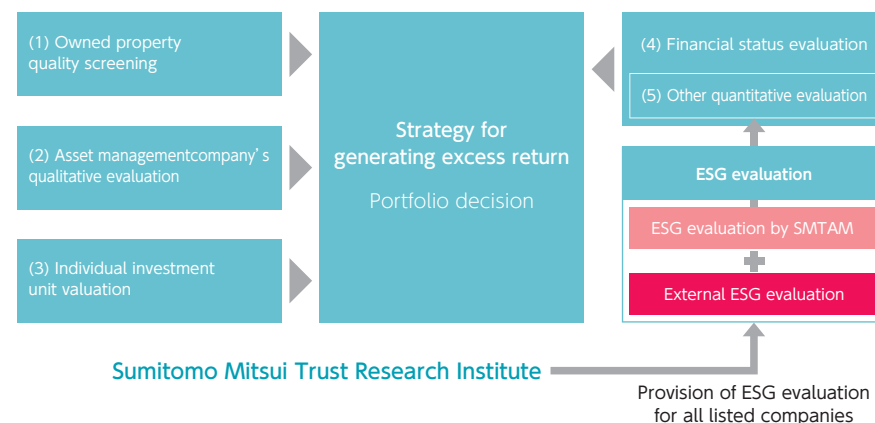 (1) Owned property
quality screening
(2) Asset managementcompany’s
qualitative evaluation
(3) Individual investment
unit valuation
Strategy for
generating excess return
Portfolio decision
(4) Financial status evaluation
(5) Other quantitative evaluation
ESG evaluation
ESG evaluation by SMTAM
External ESG evaluation
Sumitomo Mitsui Trust Research Institute
Provision of ESG evaluation
for all listed companies